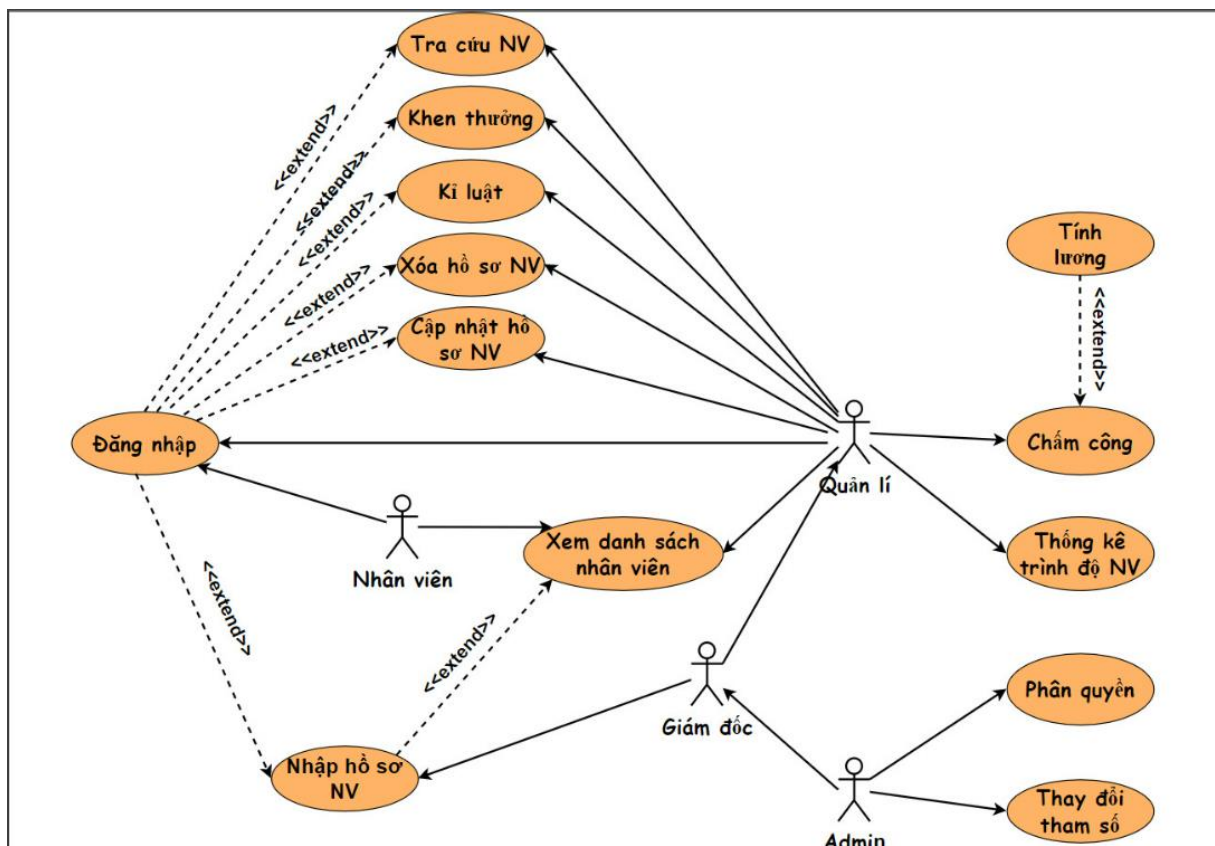 Tra cứu NV
<<extend>>
Khen thưởng
<<extend>>
Kỉ luật
<<extend>>
Xóa hồ sơ NV
<<extend>>
Cập nhật hồ
sơ NV
<<extend>>
Tính
lương
<<extend>>
Đăng nhập
Chấm công
Quản lí
Nhân viên
Xem danh sách
nhân viên
Thống kê
trình độ NV
<<extend>>
<<extend>>
Giám đốc
Phân quyền
Nhập hồ sơ
NV
Thay đổi
tham số
Admin